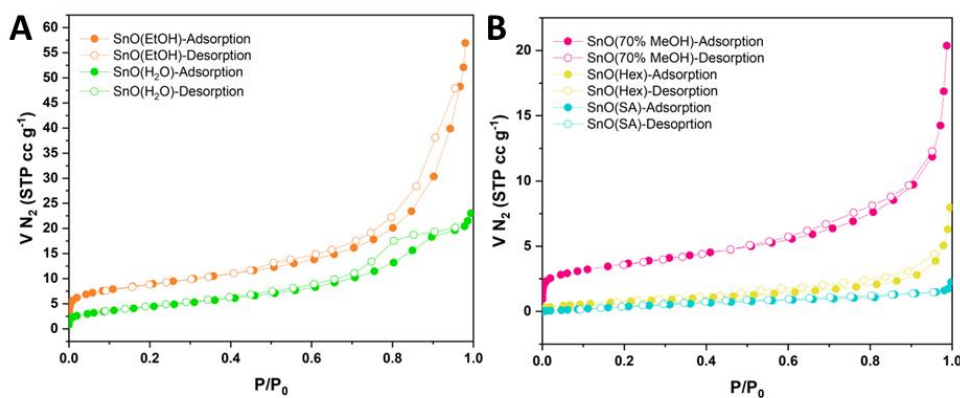 A
SnO(EtOH)-Adsorption
SnO(EtOH)-Desorption
SnO(H₂O)-Adsorption
SnO(H₂O)-Desorption
V N₂ (STP cc g⁻¹)
60
55
50
45
40
35
30
25
20
15
10
5
0
0.0
0.2
0.4
0.6
0.8
1.0
P/P₀
B
SnO(70% MeOH)-Adsorption
SnO(70% MeOH)-Desorption
SnO(Hex)-Adsorption
SnO(Hex)-Desorption
SnO(SA)-Adsorption
SnO(SA)-Desoprtion
V N₂ (STP cc g⁻¹)
20
15
10
5
0
0.0
0.2
0.4
0.6
0.8
1.0
P/P₀